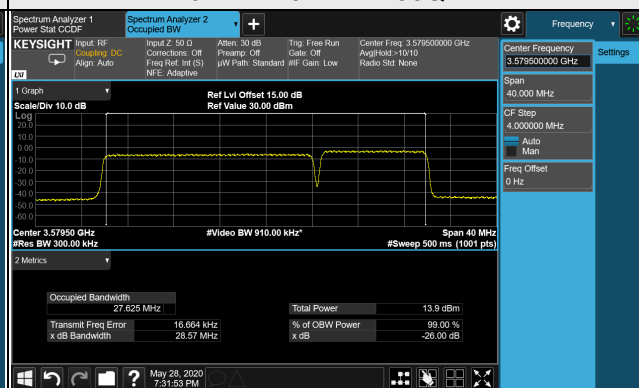 Spectrum Analyzer 1
Power Stat CCDF
Spectrum Analyzer 2
Occupied BW
Frequency
KEYSIGHT
Input: RF
Coupling: DC
Align: Auto
Input Z: 50 Ω
Corrections: Off
Freq Ref: Int (S)
NFE: Adaptive
Atten: 30 dB
Preamp: Off
µW Path: Standard
Trig: Free Run
Gate: Off
#IF Gain: Low
Center Freq: 3.579500000 GHz
Avg|Hold:>10/10
Radio Std: None
LXI
1 Graph
Scale/Div 10.0 dB
Ref Lvl Offset 15.00 dB
Ref Value 30.00 dBm
Log
20.0
10.0
0.00
-10.0
-20.0
-30.0
-40.0
-50.0
-60.0
Center 3.57950 GHz
#Video BW 910.00 kHz*
Span 40 MHz
#Res BW 300.00 kHz
#Sweep 500 ms (1001 pts)
2 Metrics
Occupied Bandwidth
27.625 MHz
Total Power 13.9 dBm
Transmit Freq Error 16.664 kHz
% of OBW Power 99.00 %
x dB Bandwidth 28.57 MHz
x dB -26.00 dB
May 28, 2020
7:31:53 PM
Center Frequency
3.579500000 GHz
Settings
Span
40.000 MHz
CF Step
4.000000 MHz
Auto
Man
Freq Offset
0 Hz